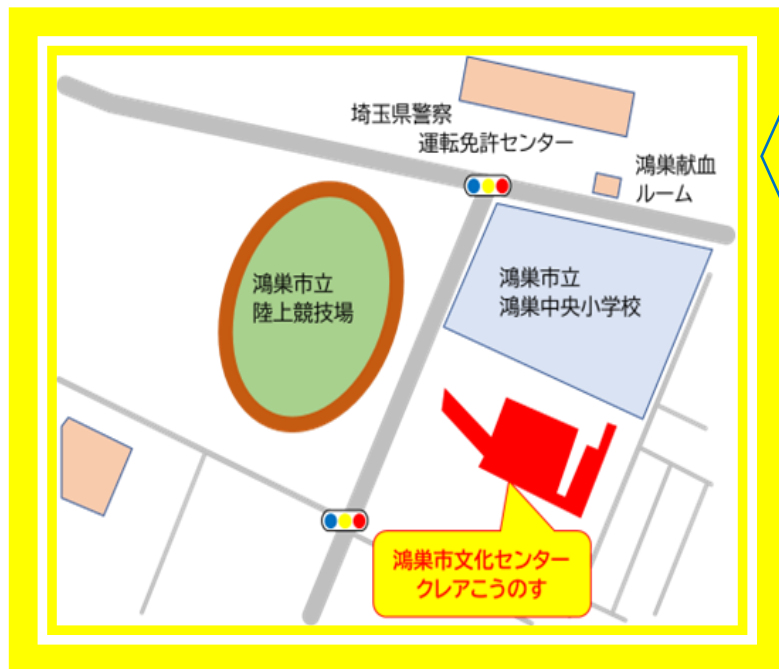 埼玉県警察
運転免許センター
鴻巣献血
ルーム
鴻巣市立
陸上競技場
鴻巣市立
鴻巣中央小学校
鴻巣市文化センター
クレアこうのす